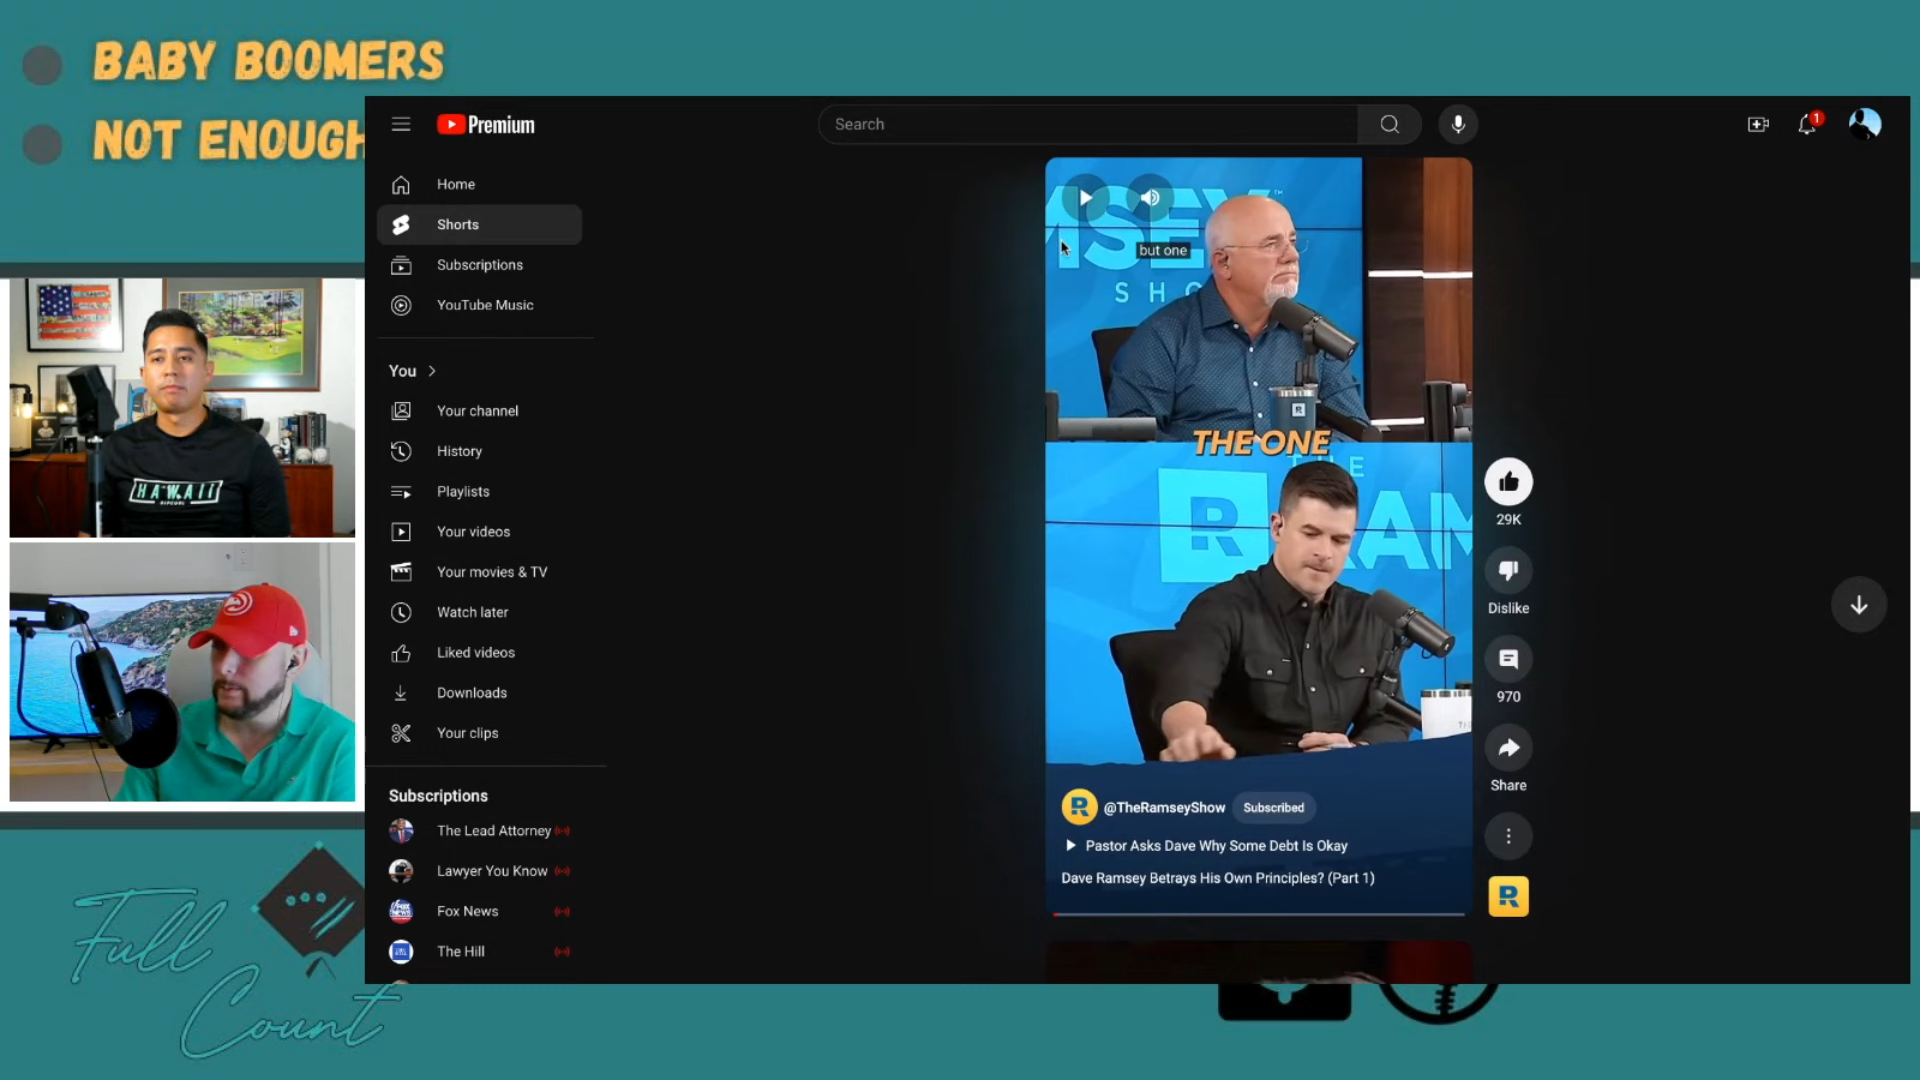 BABY BOOMERS
NOT ENOUGH
Premium
Search
1
Home
Shorts
Subscriptions
YouTube Music
You
Your channel
History
Playlists
Your videos
Your movies & TV
Watch later
Liked videos
Downloads
Your clips
Subscriptions
The Lead Attorney
Lawyer You Know
Fox News
The Hill
but one
THE ONE
29K
Dislike
970
Share
@TheRamseyShow
Subscribed
Pastor Asks Dave Why Some Debt Is Okay
Dave Ramsey Betrays His Own Principles? (Part 1)
HAWAII
Full
Count
R